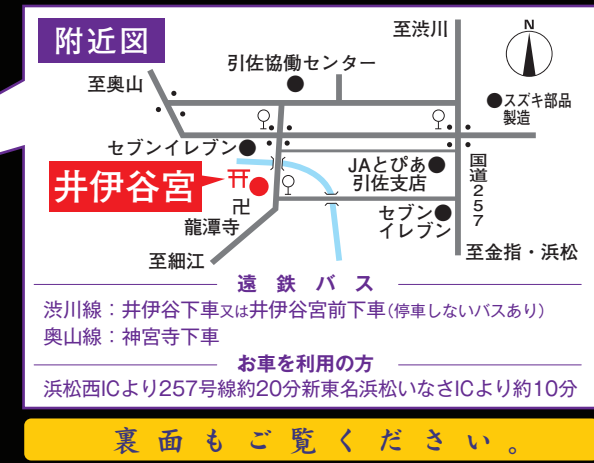 附近図
至渋川
N
引佐協働センター
至奥山
スズキ部品
製造
セブンイレブン
井伊谷宮
卍
龍潭寺
JAとぴあ
引佐支店
国道257
セブン
イレブン
至細江
至金指・浜松
遠鉄バス
渋川線：井伊谷下車又は井伊谷宮前下車(停車しないバスあり)
奥山線：神宮寺下車
お車を利用の方
浜松西ICより257号線約20分新東名浜松いなさICより約10分
裏面もご覧ください。